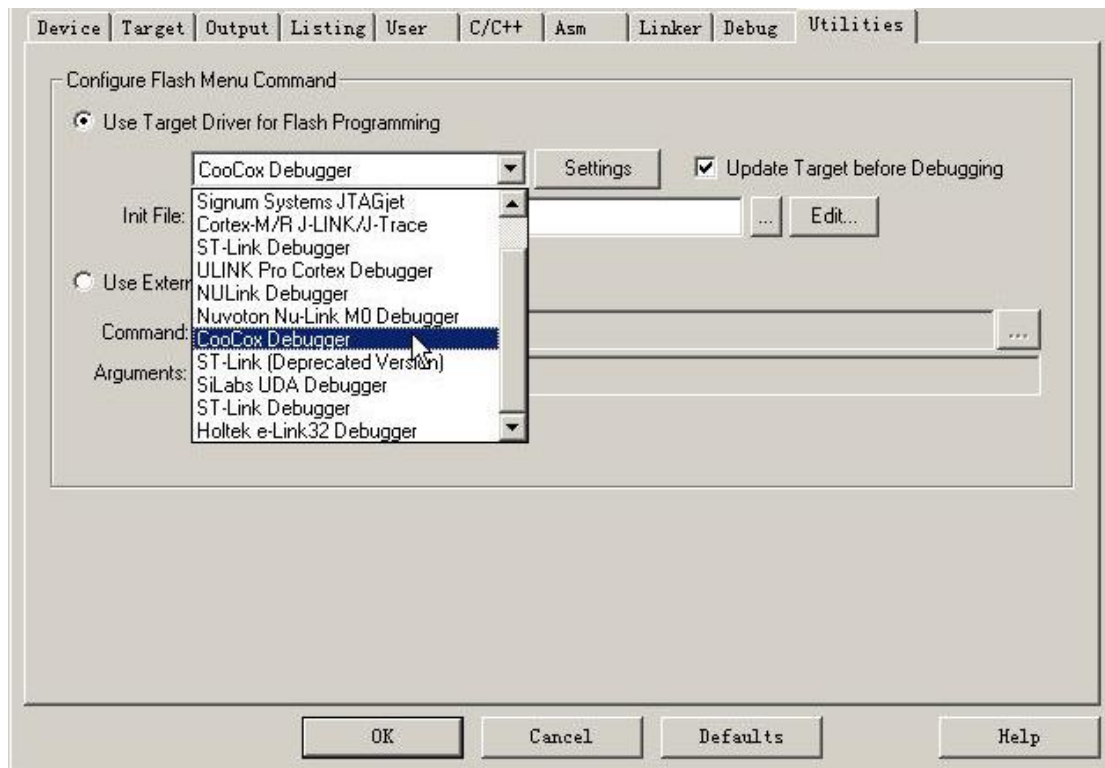 Device Target Output Listing User C/C++ Asm Linker Debug Utilities
Configure Flash Menu Command
Use Target Driver for Flash Programming
CooCox Debugger Settings Update Target before Debugging
Signum Systems JTAGjet
Init File: ... Edit...
Cortex-M/R J-LINK/J-Trace
ST-Link Debugger
ULINK Pro Cortex Debugger
Use Extern
NULink Debugger
Nuvoton Nu-Link M0 Debugger
Command: ...
CooCox Debugger
ST-Link (Deprecated Version)
Arguments:
SiLabs UDA Debugger
ST-Link Debugger
Holtek e-Link32 Debugger
OK Cancel Defaults Help